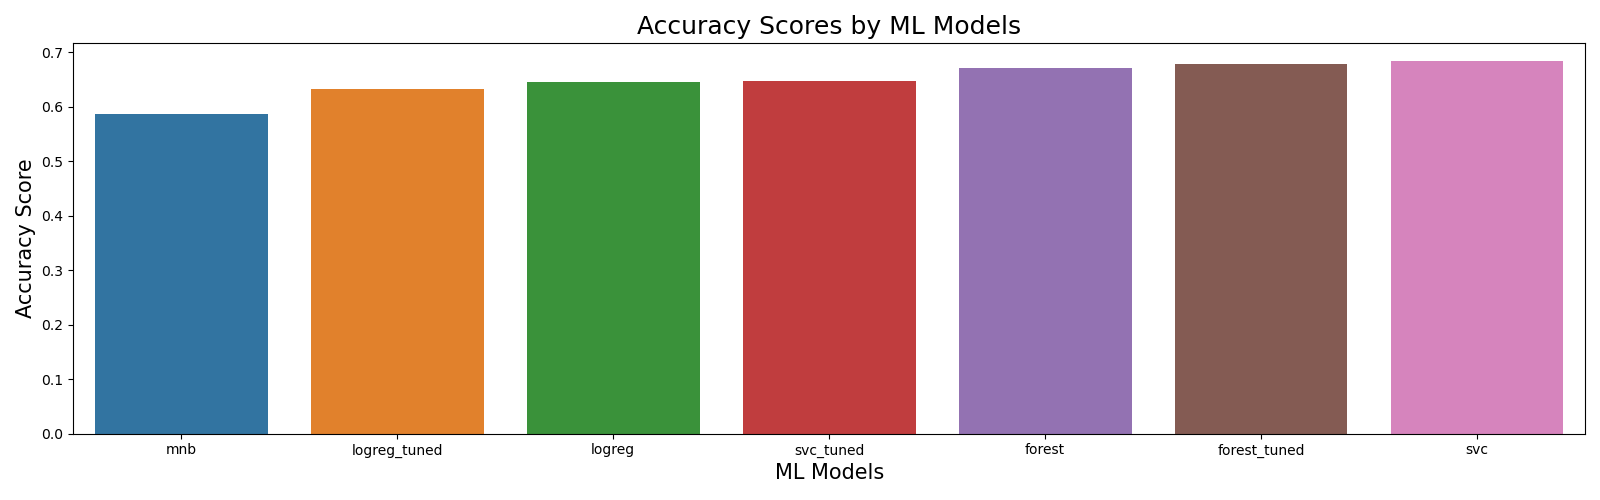 Accuracy Scores by ML Models
Accuracy Score
0.7
0.6
0.5
0.4
0.3
0.2
0.1
0.0
mnb logreg_tuned logreg svc_tuned forest forest_tuned svc
ML Models